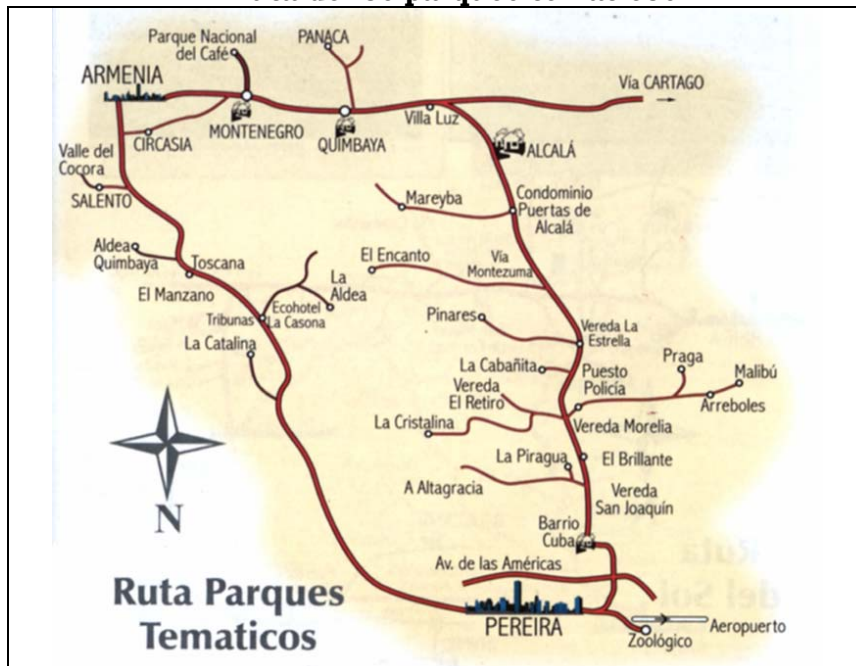 Parque Nacional
del Café
PANACA
ARMENIA
Vía CARTAGO
MONTENEGRO
QUIMBAYA
Villa Luz
CIRCASIA
ALCALÁ
Valle del
Cocora
SALENTO
Mareyba
Condominio
Puertas de
Alcalá
Aldea
Quimbaya
Toscana
El Encanto
Vía
Montezuma
El Manzano
La
Aldea
Ecohotel
La Casona
Tribunas
Pinares
Vereda La
Estrella
La Catalina
La Cabañita
Puesto
Policía
Praga
Malibú
Vereda
El Retiro
Arreboles
La Cristalina
Vereda Morelia
La Piragua
El Brillante
A Altagracia
Vereda
San Joaquín
N
Barrio
Cuba
Av. de las Américas
Ruta Parques
Tematicos
PEREIRA
Aeropuerto
Zoológico